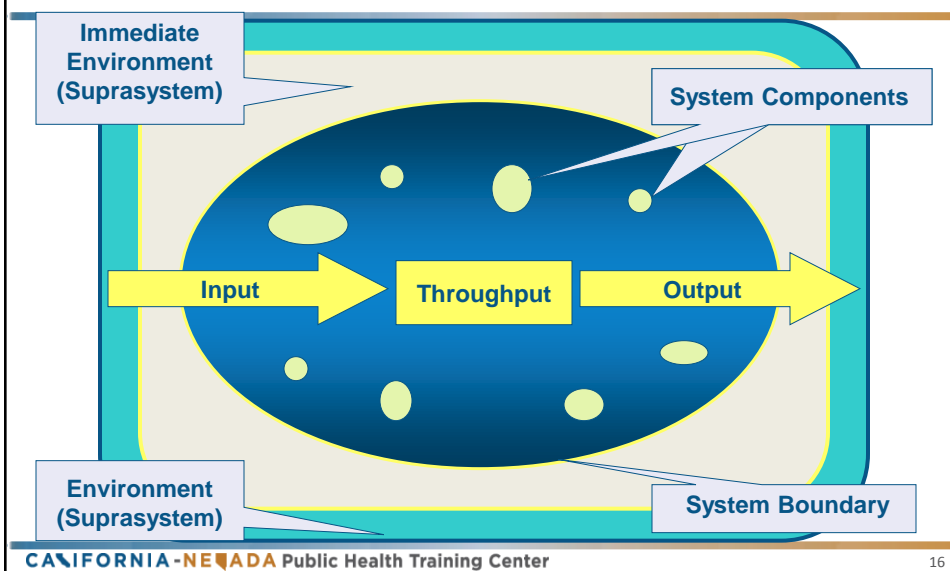 Immediate
Environment
(Suprasystem)
System Components
Input
Throughput
Output
Environment
(Suprasystem)
System Boundary
CALIFORNIA-NEVADA Public Health Training Center
16